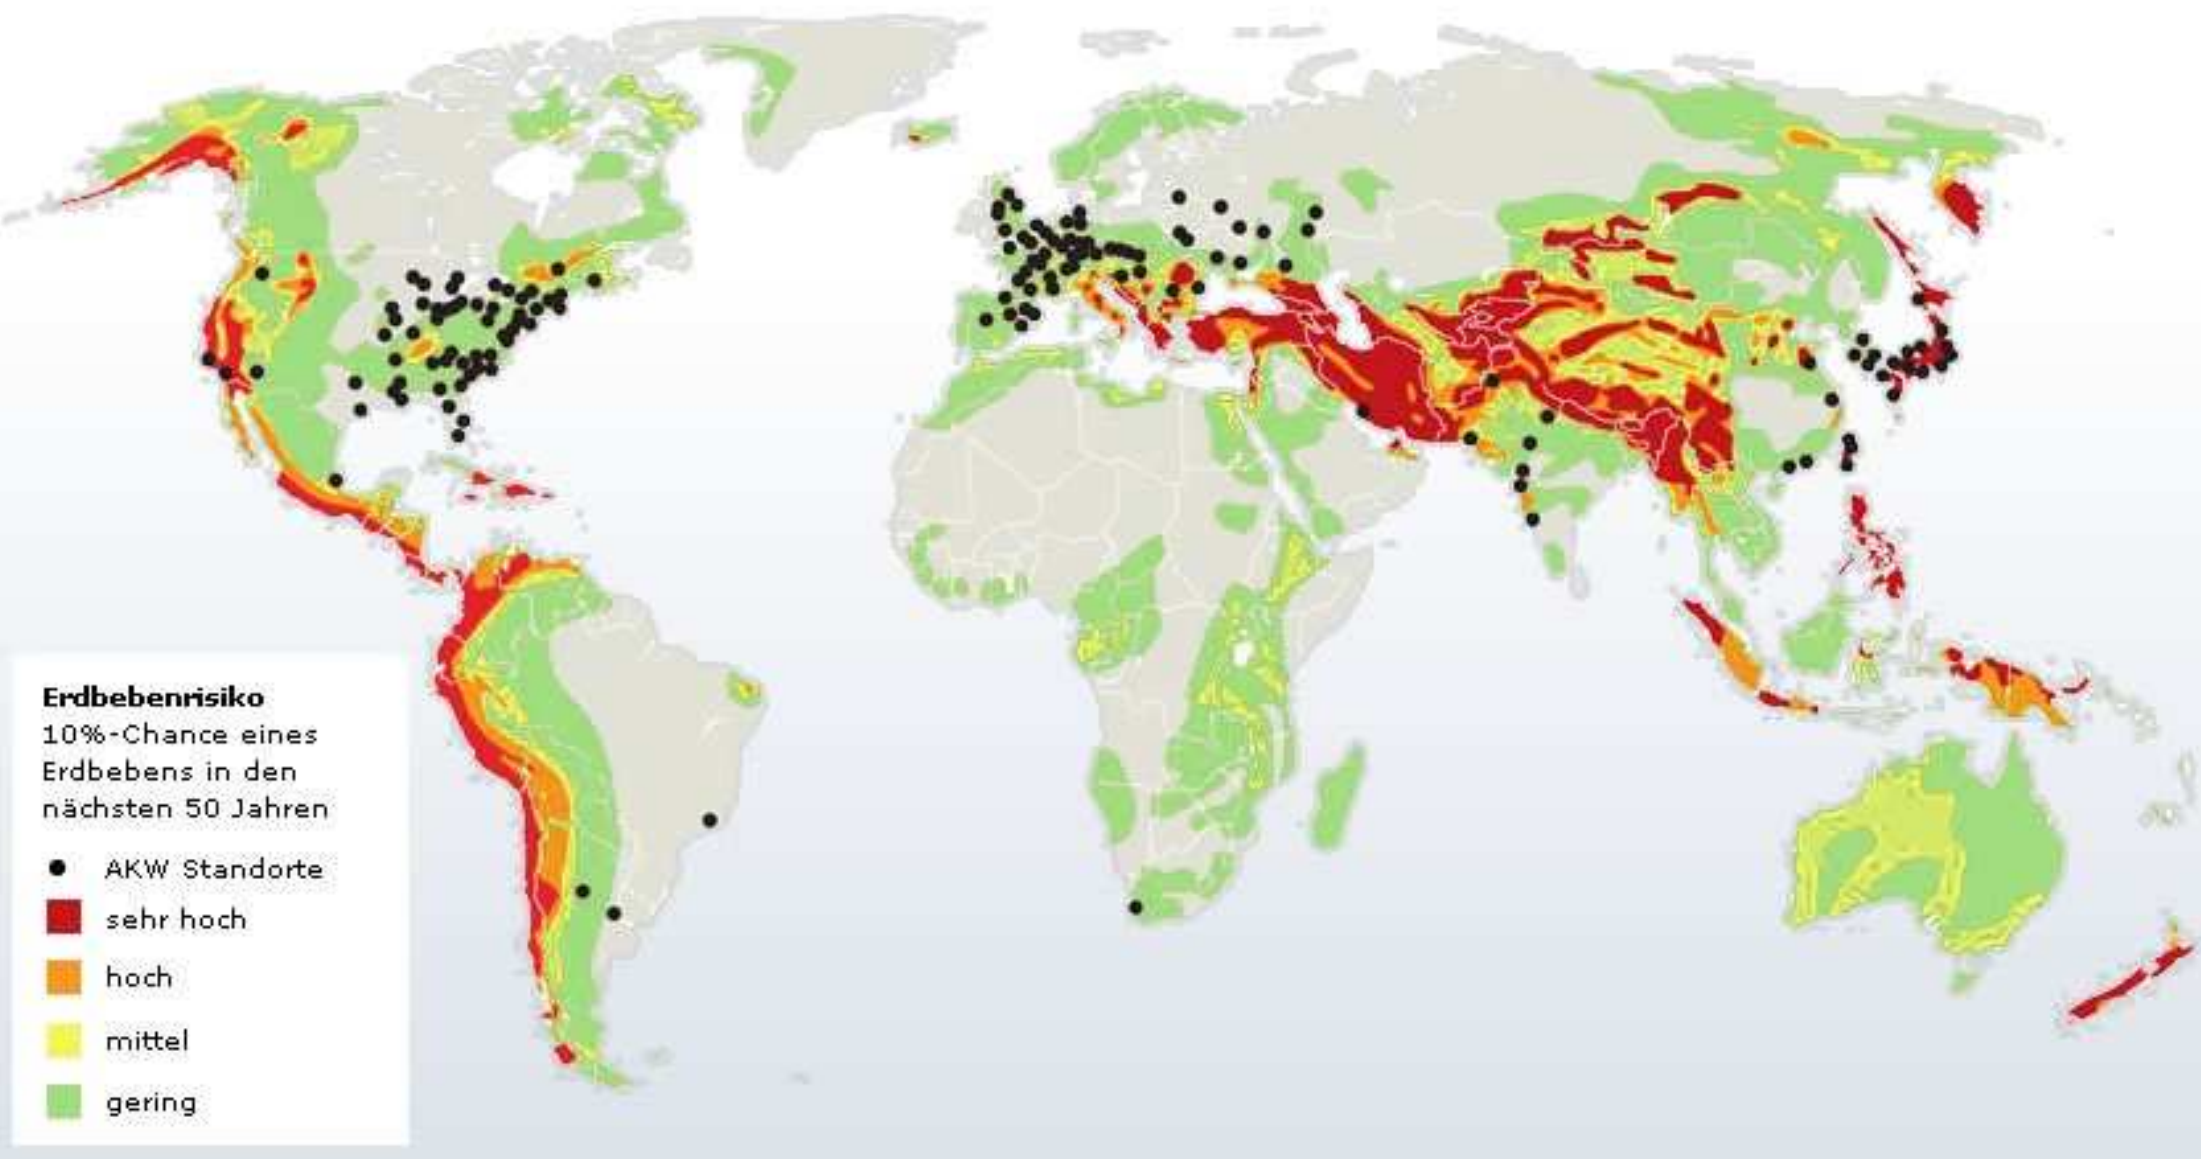 Erdbebenrisiko
10%-Chance eines
Erdbebens in den
nächsten 50 Jahren
AKW Standorte
sehr hoch
hoch
mittel
gering